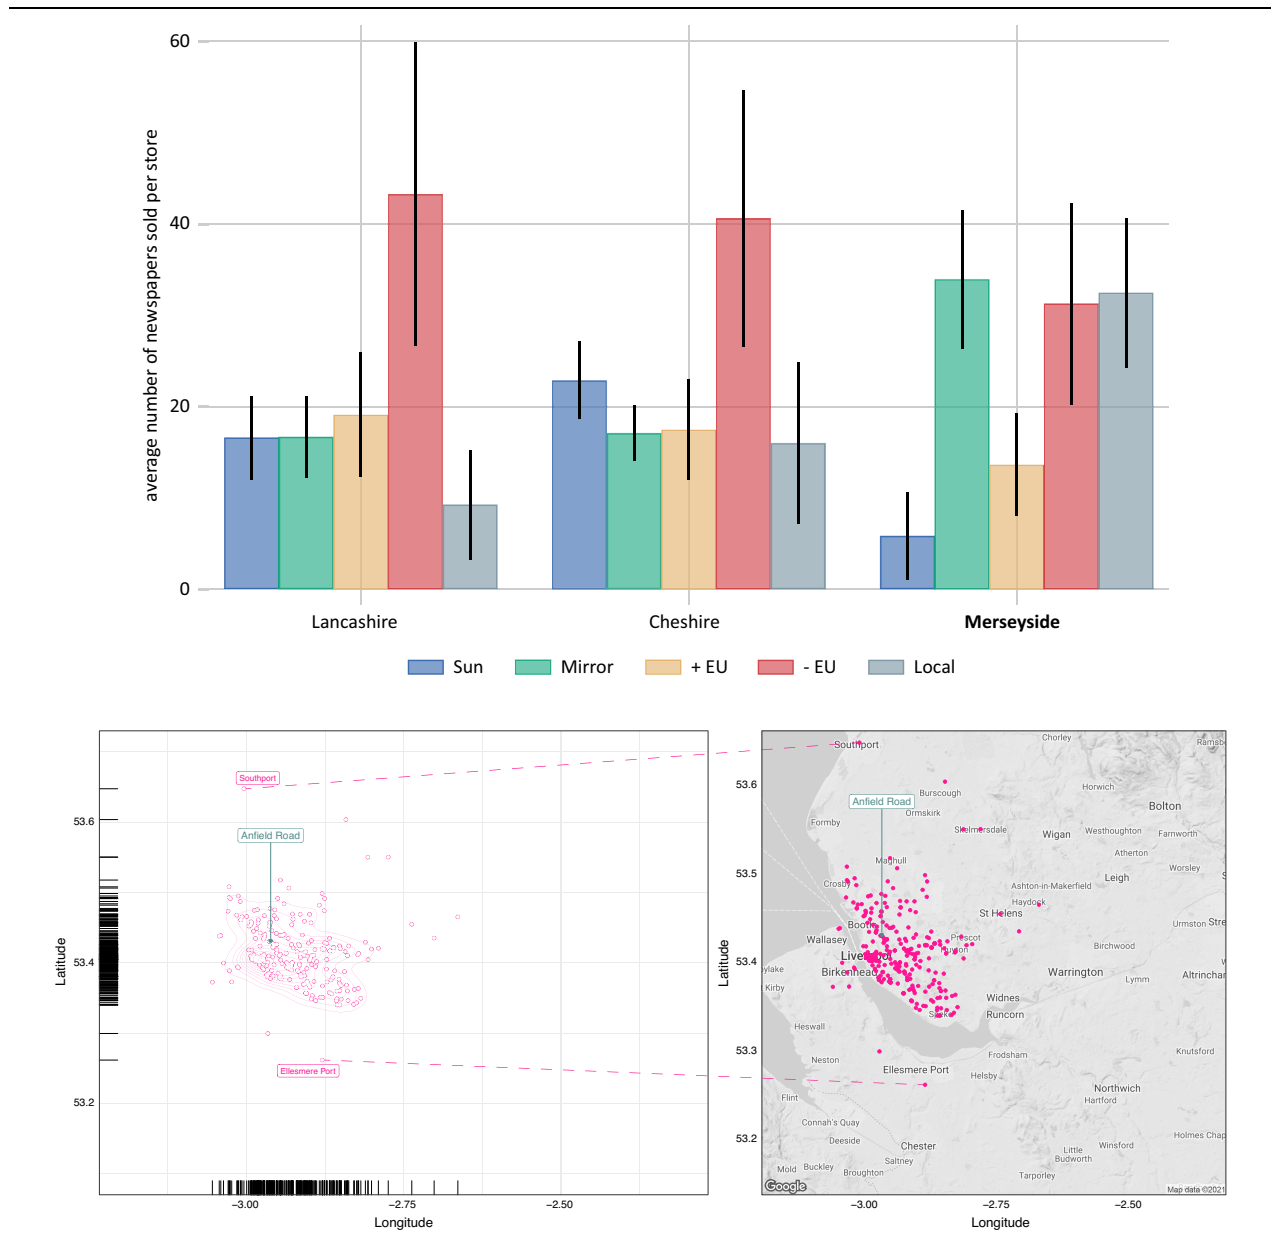 60
40
20
0
average number of newspapers sold per store
Lancashire
Cheshire
Merseyside
Sun
Mirror
+ EU
- EU
Local
Southport
Anfield Road
Ellesmere Port
53.6
53.4
53.2
Latitude
−3.00
−2.75
−2.50
Longitude
Southport
Chorley
Burscough
Horwich
Anfield Road
Ormskirk
Bolton
Formby
Skelmersdale
Wigan
Westhoughton
Farnworth
Atherton
Maghull
Worsley
Leigh
Crosby
Ashton-in-Makerfield
Haydock
St Helens
Urmston
Stre
Wallasey
Prescot
Birchwood
Liverpool
Birkenhead
Warrington
Altrinchar
oylake
Kirby
Lymm
Widnes
Runcorn
Heswall
Neston
Frodsham
Knutsford
Ellesmere Port
Helsby
Northwich
Hartford
Flint
Connah's Quay
Deeside
Chester
Little
Budworth
Winsford
Holmes Chap
Saltney
Mold
Buckley
Broughton
Tarporley
Google
Map data ©2021
53.6
53.5
53.4
53.3
53.2
Latitude
−3.00
−2.75
−2.50
Longitude